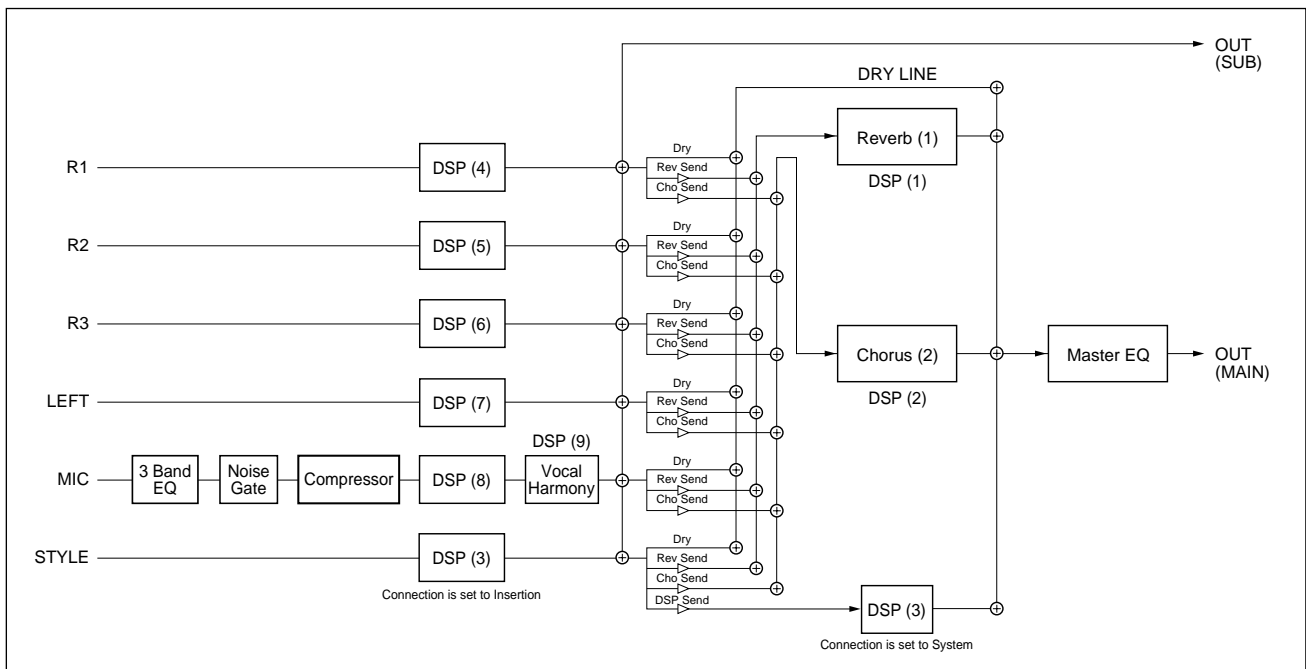 OUT
(SUB)
DRY LINE
R1
DSP (4)
Dry
Rev Send
Cho Send
Reverb (1)
DSP (1)
R2
DSP (5)
Dry
Rev Send
Cho Send
R3
DSP (6)
Dry
Rev Send
Cho Send
Chorus (2)
DSP (2)
Master EQ
OUT
(MAIN)
LEFT
DSP (7)
Dry
Rev Send
Cho Send
MIC
3 Band
EQ
Noise
Gate
Compressor
DSP (8)
DSP (9)
Vocal
Harmony
Dry
Rev Send
Cho Send
STYLE
DSP (3)
Connection is set to Insertion
Dry
Rev Send
Cho Send
DSP Send
DSP (3)
Connection is set to System